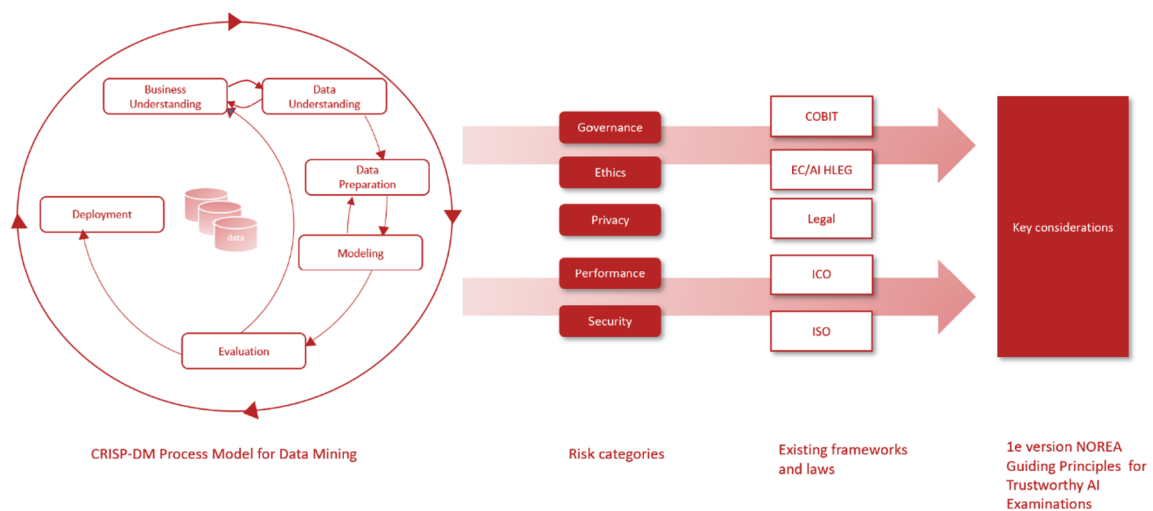 Business
Understanding
Data
Understanding
Data
Preparation
Deployment
data
Modeling
Evaluation
CRISP-DM Process Model for Data Mining
Governance
Ethics
Privacy
Performance
Security
Risk categories
COBIT
EC/AI HLEG
Legal
ICO
ISO
Existing frameworks
and laws
Key considerations
1e version NOREA
Guiding Principles for
Trustworthy AI
Examinations